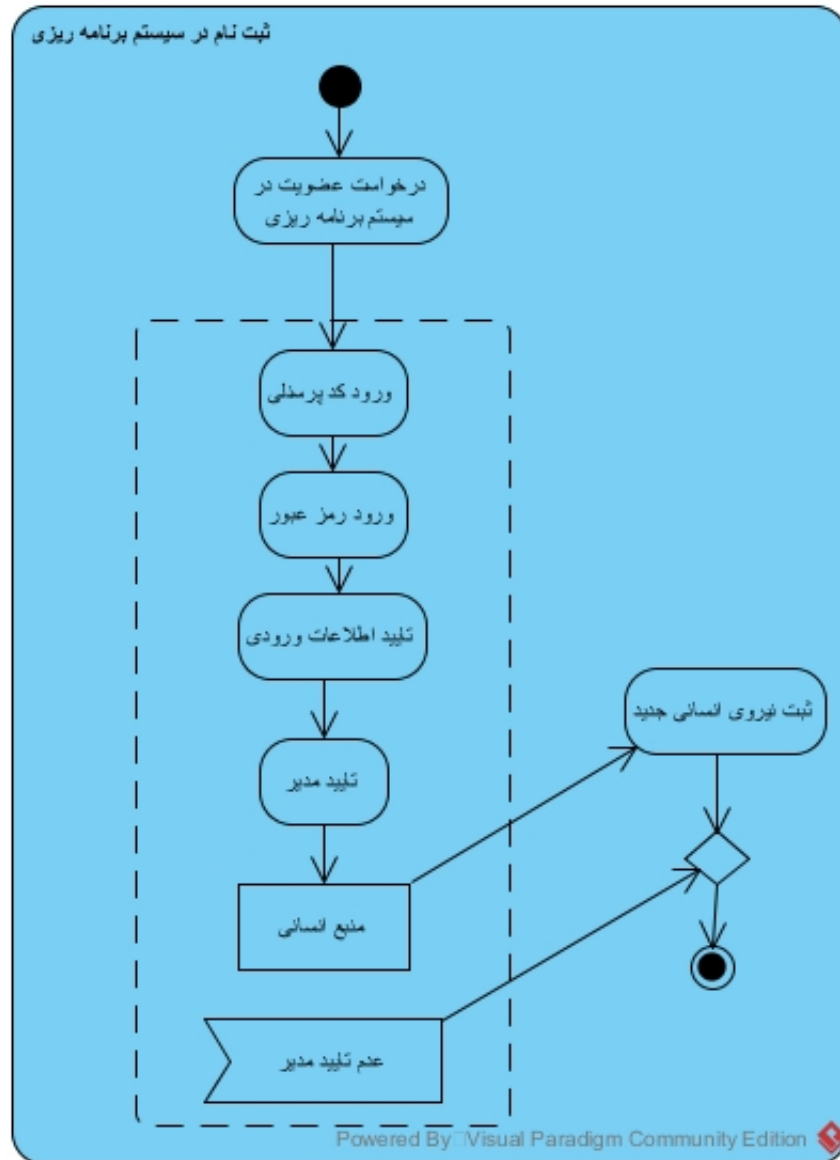 ثبت نام در سیستم برنامه ریزی
درخواست عضویت در
سیستم برنامه ریزی
ورود کد پرسنلی
ورود رمز عبور
تایید اطلاعات ورودی
تایید مدیر
منبع انسانی
ثبت نیروی انسانی جدید
عدم تایید مدیر
Powered By Visual Paradigm Community Edition